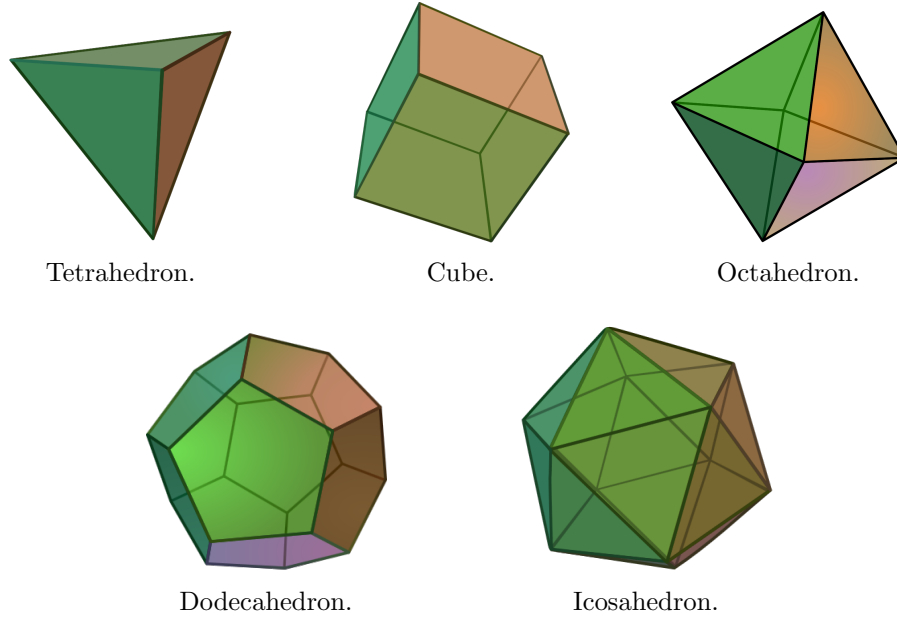 Tetrahedron.
Cube.
Octahedron.
Dodecahedron.
Icosahedron.